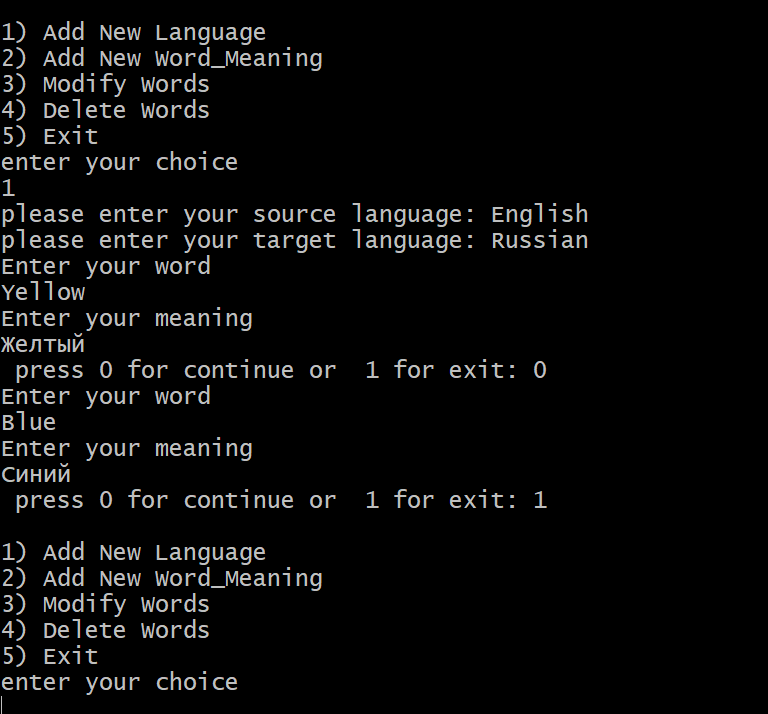 1) Add New Language
2) Add New Word_Meaning
3) Modify Words
4) Delete Words
5) Exit
enter your choice
1
please enter your source language: English
please enter your target language: Russian
Enter your word
Yellow
Enter your meaning
Желтый
 press 0 for continue or  1 for exit: 0
Enter your word
Blue
Enter your meaning
Синий
 press 0 for continue or  1 for exit: 1

1) Add New Language
2) Add New Word_Meaning
3) Modify Words
4) Delete Words
5) Exit
enter your choice